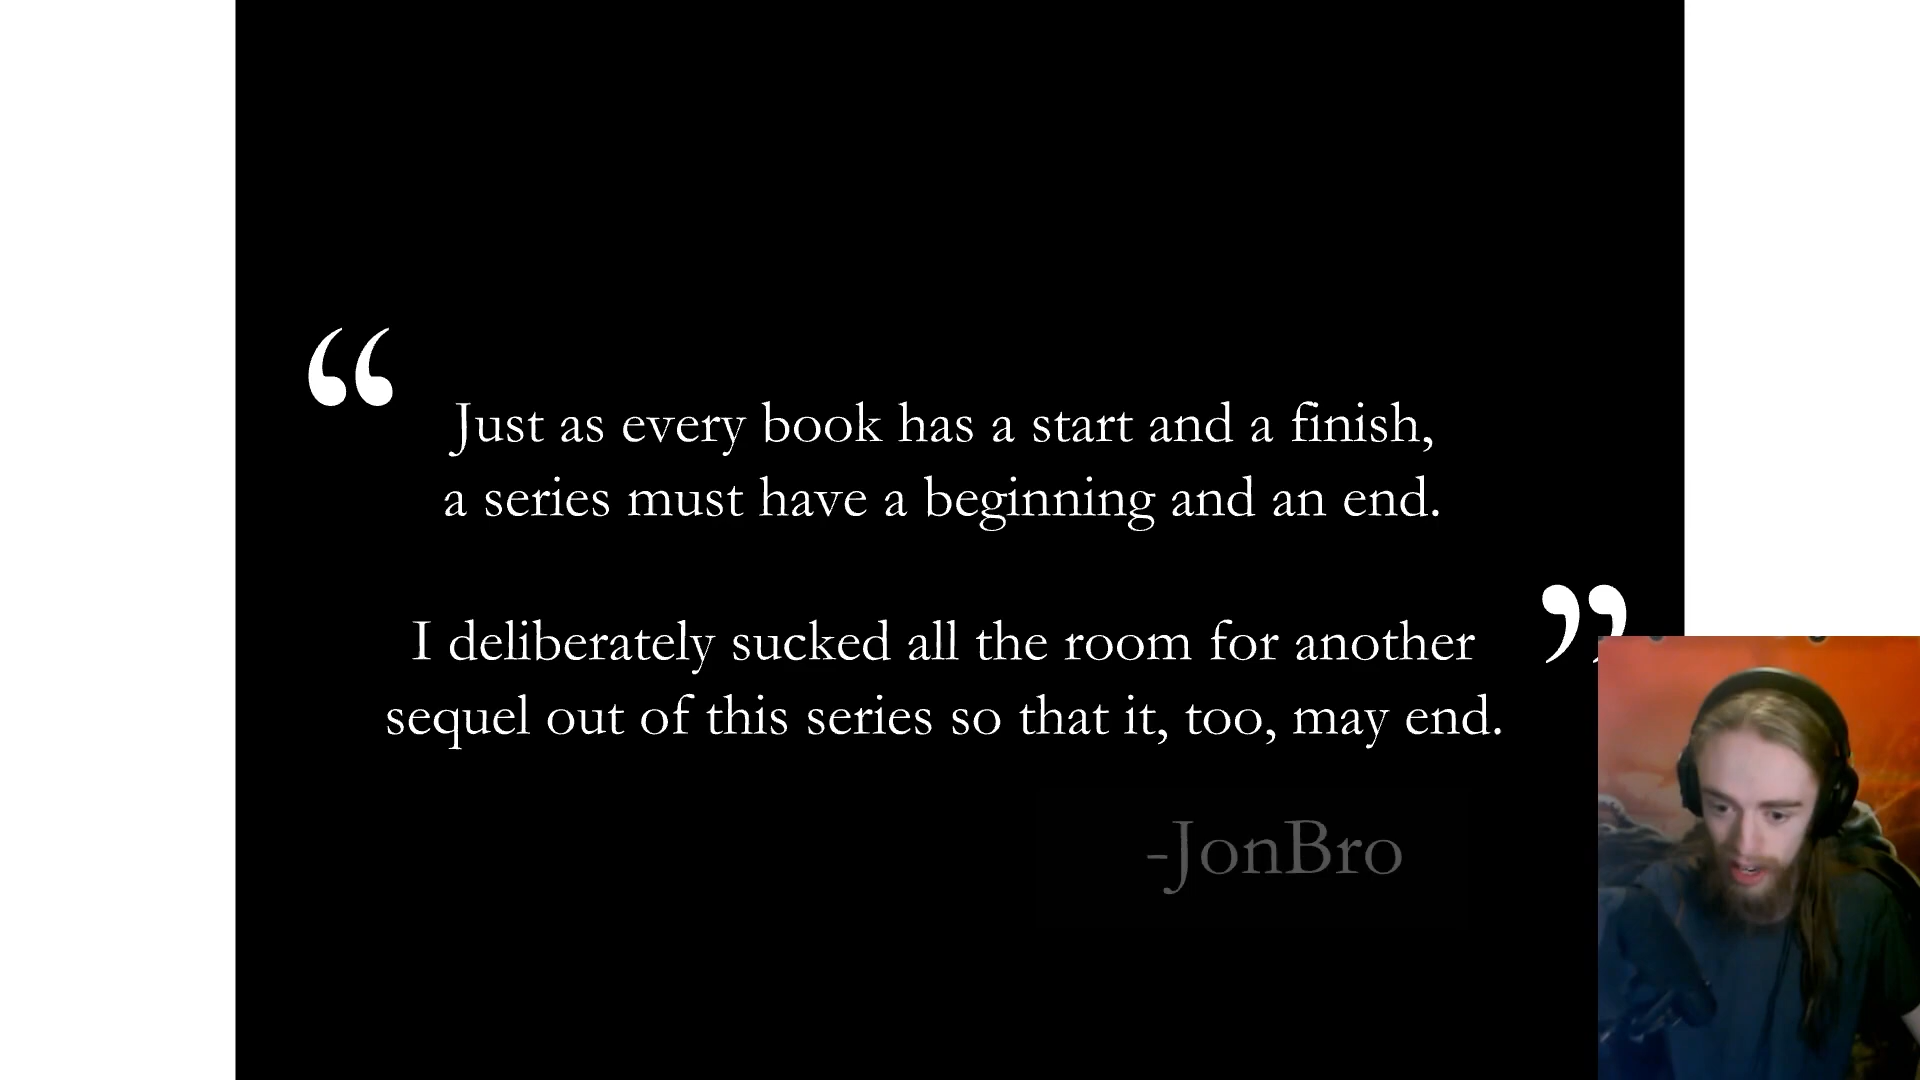 “
Just as every book has a start and a finish,
a series must have a beginning and an end.
I deliberately sucked all the room for another
sequel out of this series so that it, too, may end.
”
-JonBro